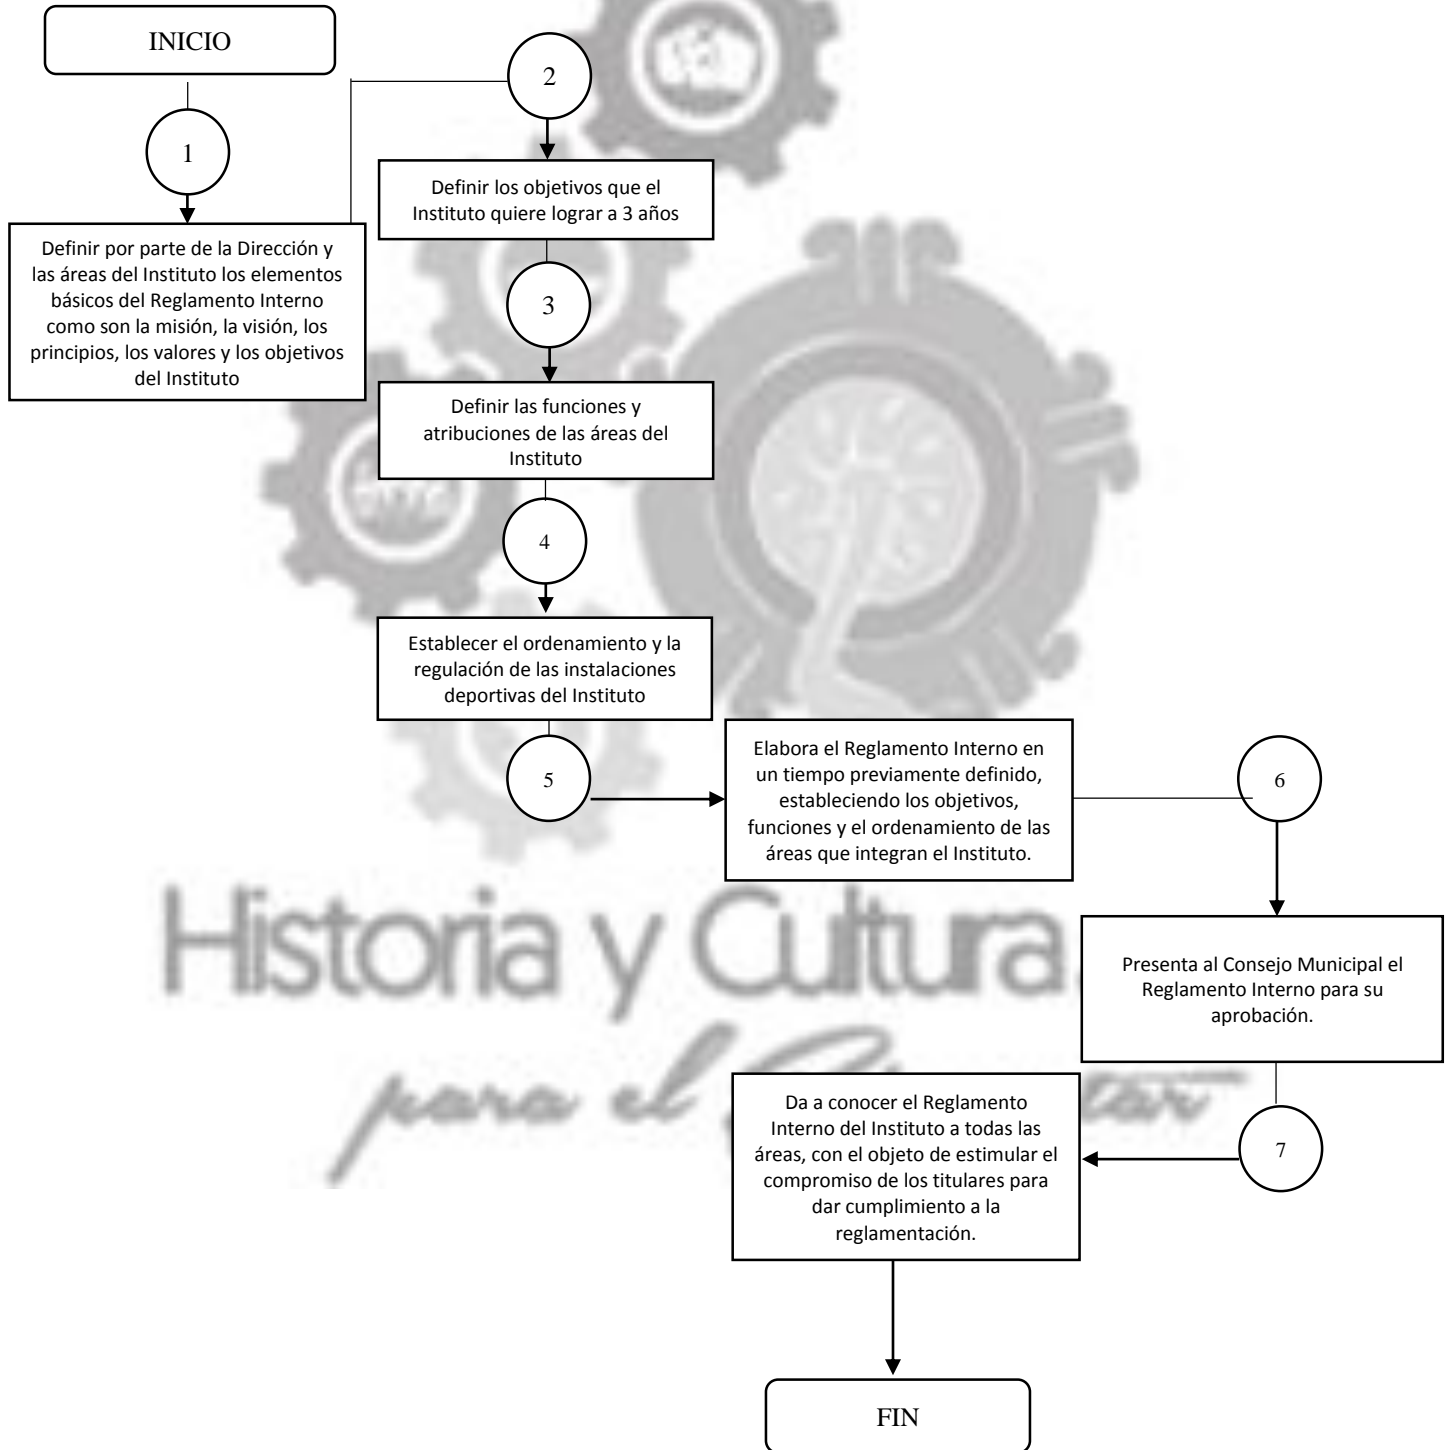 INICIO
1
Definir por parte de la Dirección y
las áreas del Instituto los elementos
básicos del Reglamento Interno
como son la misión, la visión, los
principios, los valores y los objetivos
del Instituto
2
Definir los objetivos que el
Instituto quiere lograr a 3 años
3
Definir las funciones y
atribuciones de las áreas del
Instituto
4
Establecer el ordenamiento y la
regulación de las instalaciones
deportivas del Instituto
5
Elabora el Reglamento Interno en
un tiempo previamente definido,
estableciendo los objetivos,
funciones y el ordenamiento de las
áreas que integran el Instituto.
6
Presenta al Consejo Municipal el
Reglamento Interno para su
aprobación.
7
Da a conocer el Reglamento
Interno del Instituto a todas las
áreas, con el objeto de estimular el
compromiso de los titulares para
dar cumplimiento a la
reglamentación.
FIN
Historia y Cultura
para el